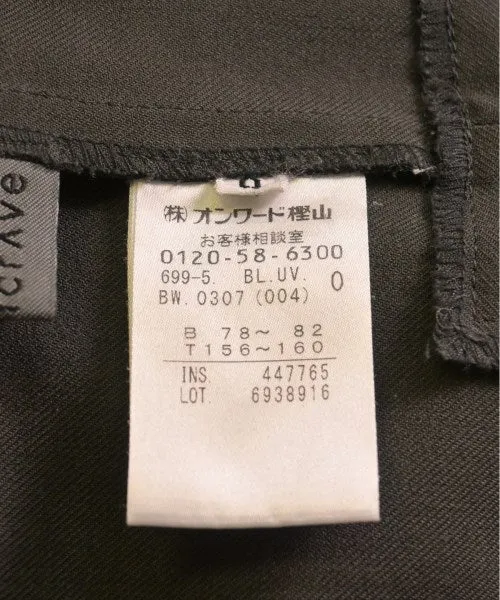 (株)オンワード樫山
お客様相談室
0120-58-6300
699-5. BL.UV. 0
BW.0307(004)
B 78〜 82
T156〜160
INS. 447765
LOT. 6938916